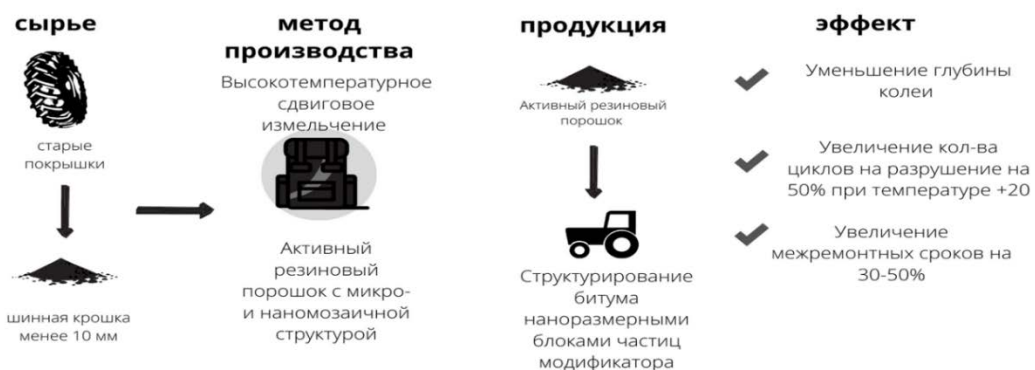 сырье
старые
покрышки
шинная крошка
менее 10 мм
метод
производства
Высокотемпературное
сдвиговое
измельчение
Активный
резиновый
порошок с микро-
и наномозаичной
структурой
продукция
Активный резиновый
порошок
Структурирование
битума
наноразмерными
блоками частиц
модификатора
эффект
Уменьшение глубины
колеи
Увеличение кол-ва
циклов на разрушение на
50% при температуре +20
Увеличение
межремонтных сроков на
30-50%